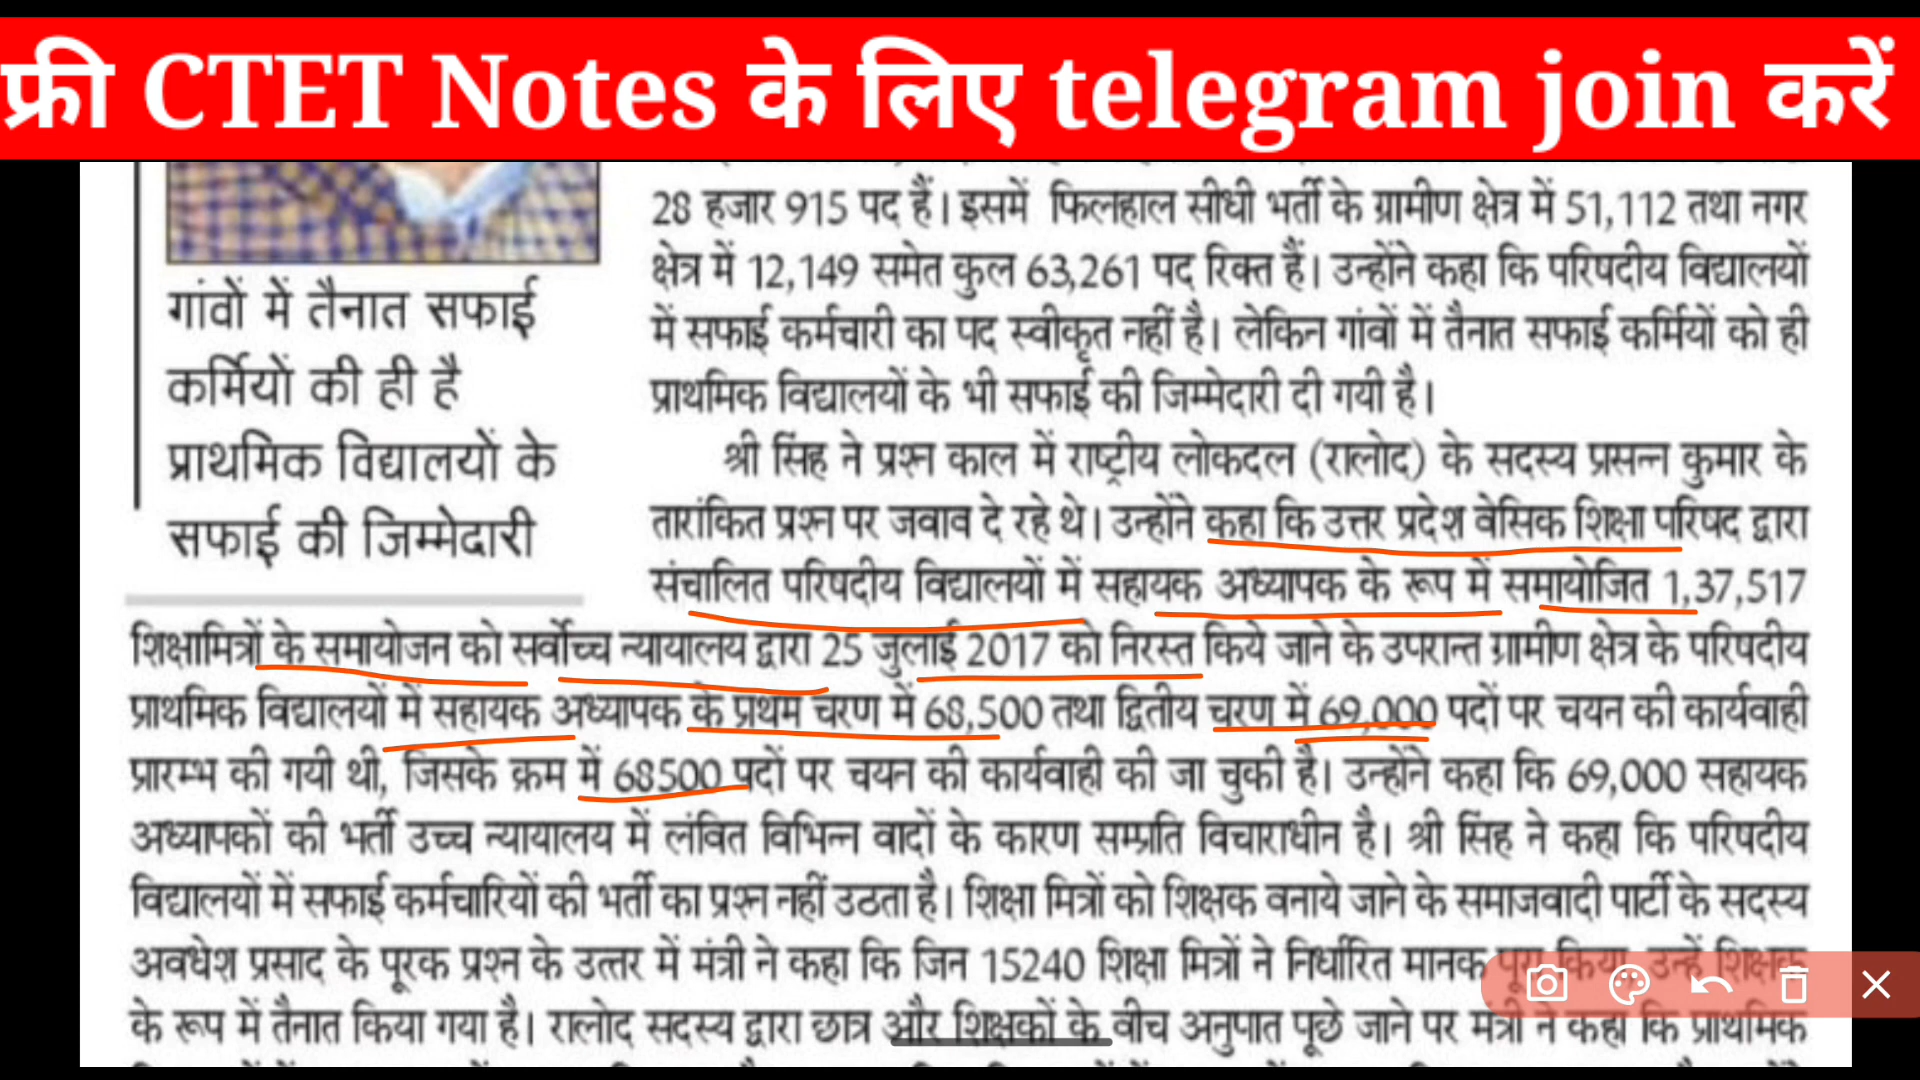 फ्री CTET Notes के लिए telegram join करें
28 हजार 915 पद हैं। इसमें फिलहाल सीधी भर्ती के ग्रामीण क्षेत्र में 51,112 तथा नगर
क्षेत्र में 12,149 समेत कुल 63,261 पद रिक्त हैं। उन्होंने कहा कि परिषदीय विद्यालयों
में सफाई कर्मचारी का पद स्वीकृत नहीं है। लेकिन गांवों में तैनात सफाई कर्मियों को ही
प्राथमिक विद्यालयों के भी सफाई की जिम्मेदारी दी गयी है।
गांवों में तैनात सफाई
कर्मियों की ही है
प्राथमिक विद्यालयों के
सफाई की जिम्मेदारी
श्री सिंह ने प्रश्न काल में राष्ट्रीय लोकदल (रालोद) के सदस्य प्रसन्न कुमार के
तारांकित प्रश्न पर जवाब दे रहे थे। उन्होंने कहा कि उत्तर प्रदेश बेसिक शिक्षा परिषद द्वारा
संचालित परिषदीय विद्यालयों में सहायक अध्यापक के रूप में समायोजित 1,37,517
शिक्षामित्रों के समायोजन को सर्वोच्च न्यायालय द्वारा 25 जुलाई 2017 को निरस्त किये जाने के उपरान्त ग्रामीण क्षेत्र के परिषदीय
प्राथमिक विद्यालयों में सहायक अध्यापक के प्रथम चरण में 68,500 तथा द्वितीय चरण में 69,000 पदों पर चयन की कार्यवाही
प्रारम्भ की गयी थी, जिसके क्रम में 68500 पदों पर चयन की कार्यवाही की जा चुकी है। उन्होंने कहा कि 69,000 सहायक
अध्यापकों की भर्ती उच्च न्यायालय में लंबित विभिन्न वादों के कारण सम्प्रति विचाराधीन है। श्री सिंह ने कहा कि परिषदीय
विद्यालयों में सफाई कर्मचारियों की भर्ती का प्रश्न नहीं उठता है। शिक्षा मित्रों को शिक्षक बनाये जाने के समाजवादी पार्टी के सदस्य
अवधेश प्रसाद के पूरक प्रश्न के उत्तर में मंत्री ने कहा कि जिन 15240 शिक्षा मित्रों ने निर्धारित मानक पूरा किया, उन्हें शिक्षक
के रूप में तैनात किया गया है। रालोद सदस्य द्वारा छात्र और शिक्षकों के बीच अनुपात पूछे जाने पर मंत्री ने कहा कि प्राथमिक